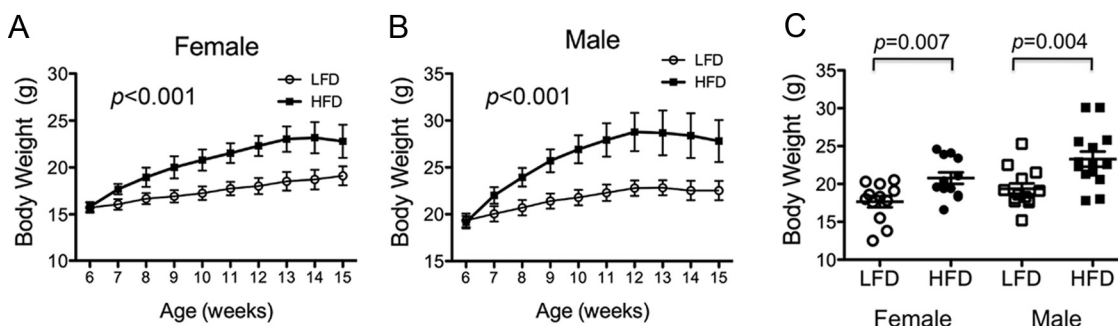 A
Female
30
25
20
15
10
Body Weight (g)
LFD
HFD
p<0.001
6 7 8 9 10 11 12 13 14 15
Age (weeks)
B
Male
35
30
25
20
15
Body Weight (g)
LFD
HFD
p<0.001
6 7 8 9 10 11 12 13 14 15
Age (weeks)
C
p=0.007
p=0.004
35
30
25
20
15
10
Body Weight (g)
LFD HFD LFD HFD
Female Male